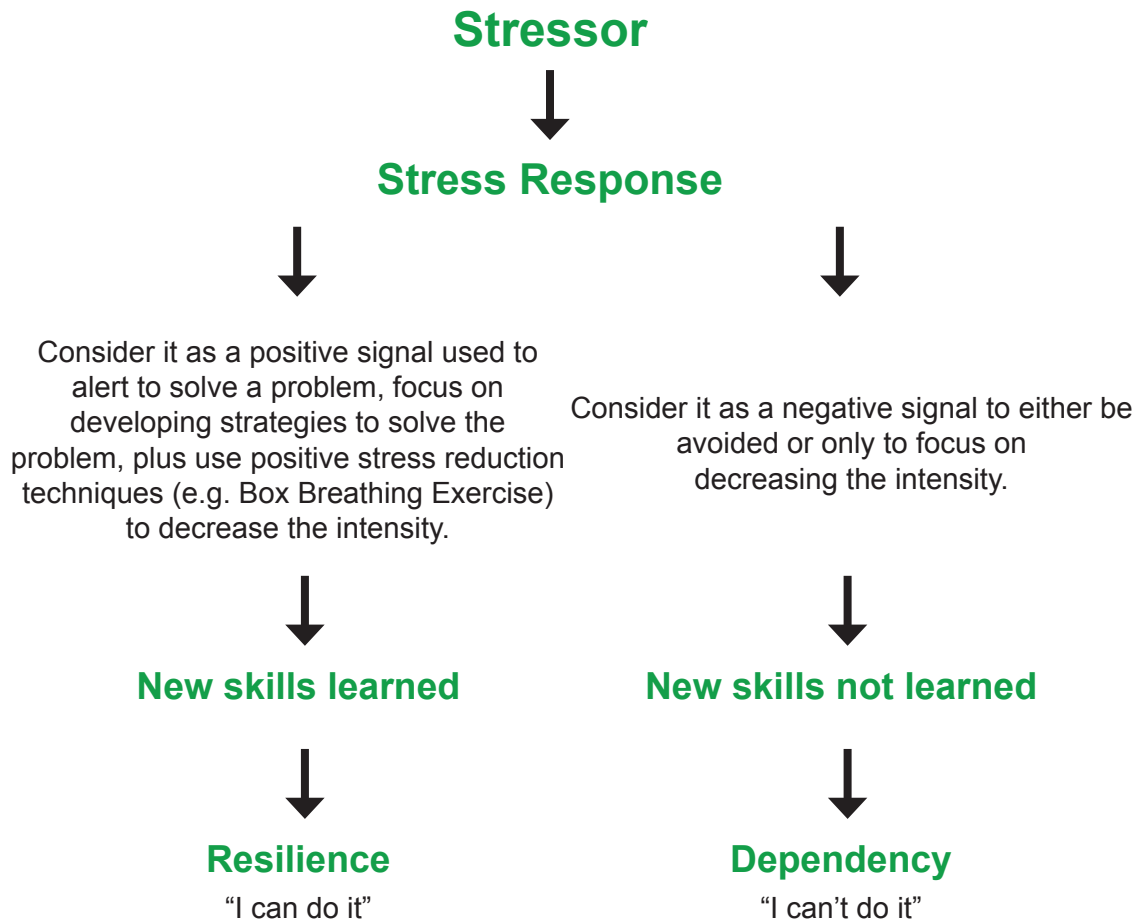 Stressor
Stress Response
Consider it as a positive signal used to
alert to solve a problem, focus on
developing strategies to solve the
problem, plus use positive stress reduction
techniques (e.g. Box Breathing Exercise)
to decrease the intensity.
Consider it as a negative signal to either be
avoided or only to focus on
decreasing the intensity.
New skills learned
New skills not learned
Resilience
“I can do it”
Dependency
“I can’t do it”